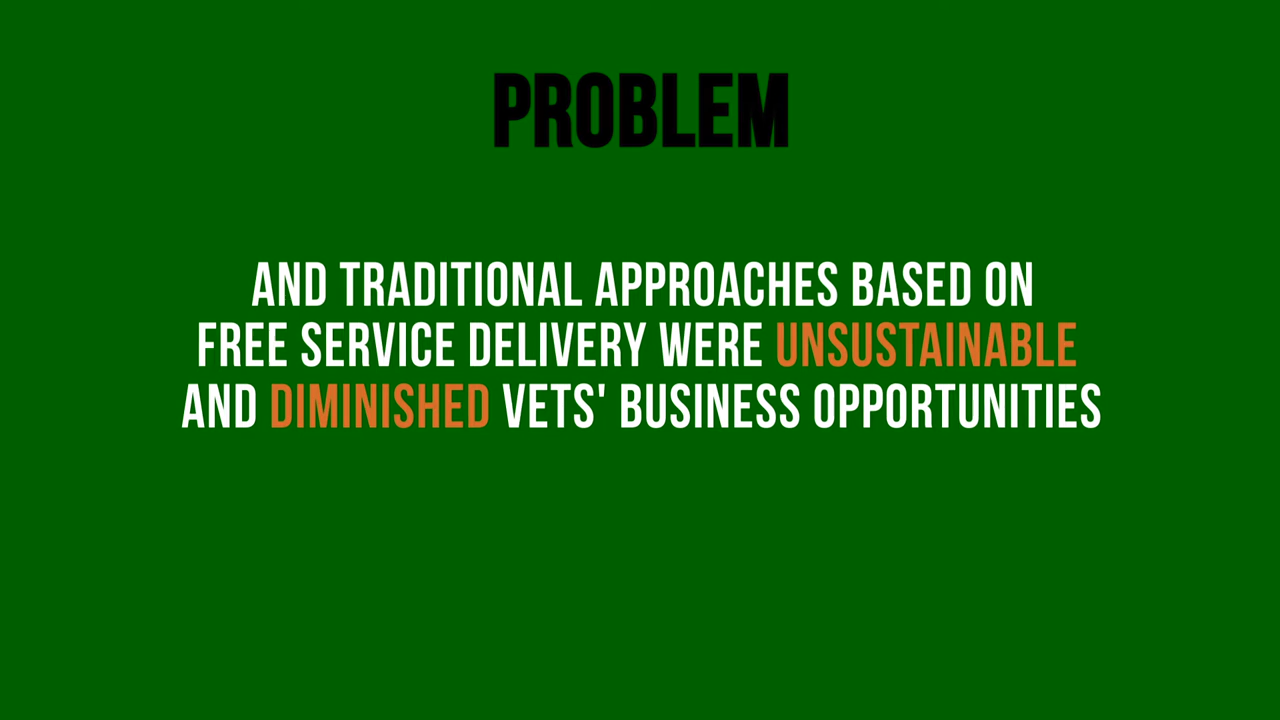 PROBLEM
AND TRADITIONAL APPROACHES BASED ON
FREE SERVICE DELIVERY WERE UNSUSTAINABLE
AND DIMINISHED VETS' BUSINESS OPPORTUNITIES